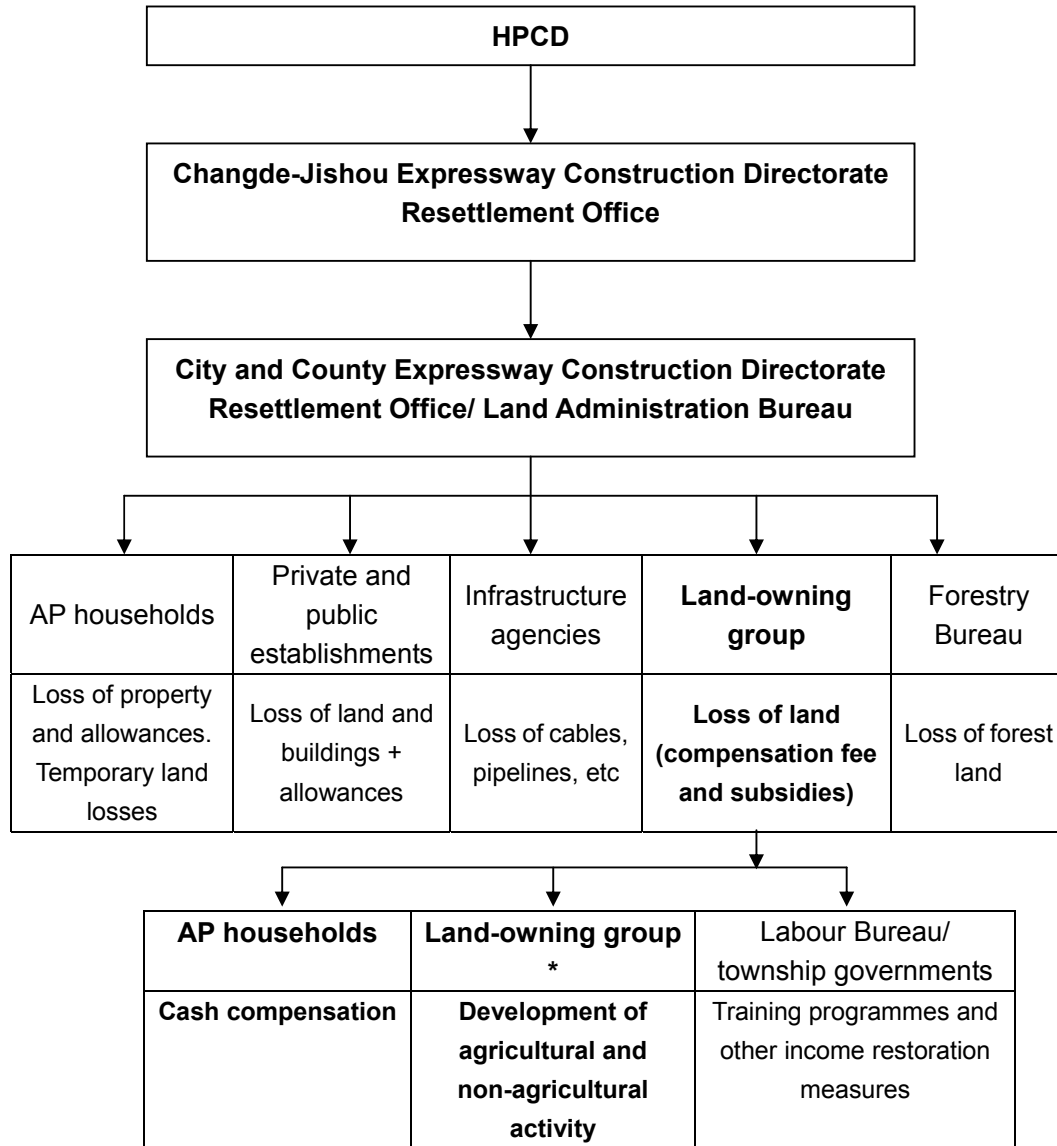 HPCD
Changde-Jishou Expressway Construction Directorate
Resettlement Office
City and County Expressway Construction Directorate
Resettlement Office/ Land Administration Bureau
AP households
Private and
public
establishments
Infrastructure
agencies
Land-owning
group
Forestry
Bureau
Loss of property
and allowances.
Temporary land
losses
Loss of land and
buildings +
allowances
Loss of cables,
pipelines, etc
Loss of land
(compensation fee
and subsidies)
Loss of forest
land
AP households
Land-owning group
*
Labour Bureau/
township governments
Cash compensation
Development of
agricultural and
non-agricultural
activity
Training programmes and
other income restoration
measures